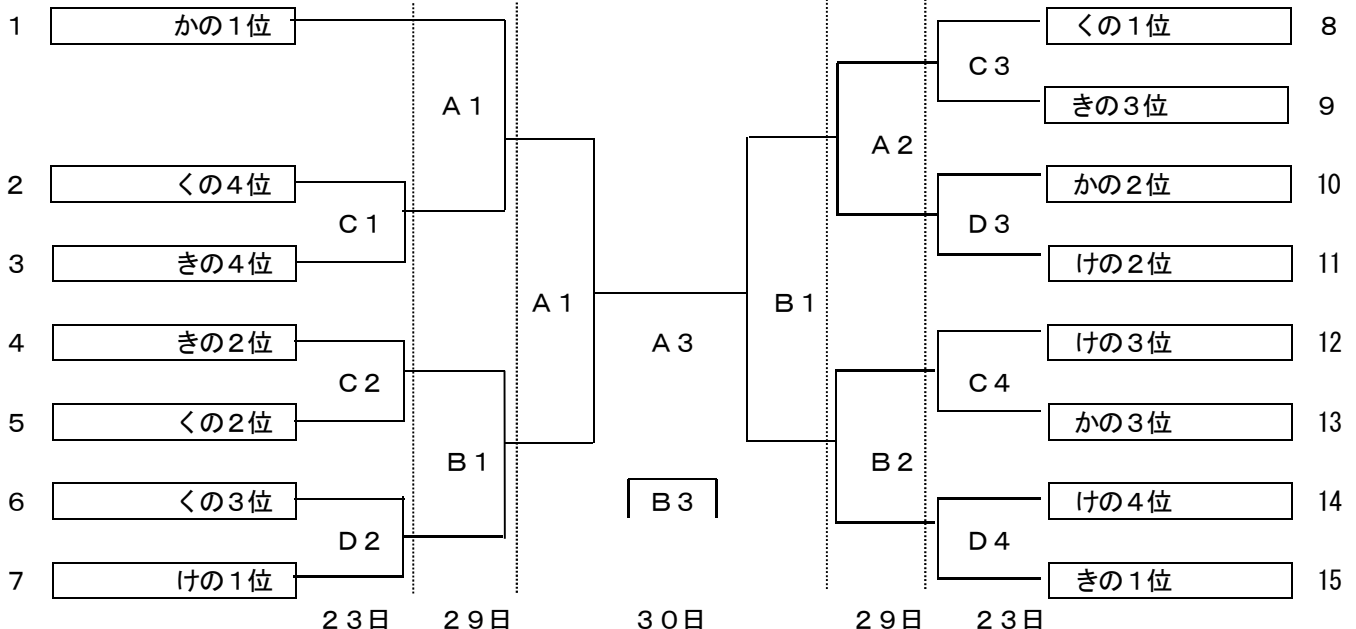 1 かの１位 くの１位 8
Ｃ３
Ａ１ きの３位 9
Ａ２
2 くの４位 かの２位 10
Ｃ１ Ｄ３
3 きの４位 けの２位 11
Ａ１ Ｂ１
4 きの２位 Ａ３ けの３位 12
Ｃ２ Ｃ４
5 くの２位 かの３位 13
Ｂ１ Ｂ２
6 くの３位 Ｂ３ けの４位 14
Ｄ２ Ｄ４
7 けの１位 きの１位 15
２３日 ２９日 ３０日 ２９日 ２３日